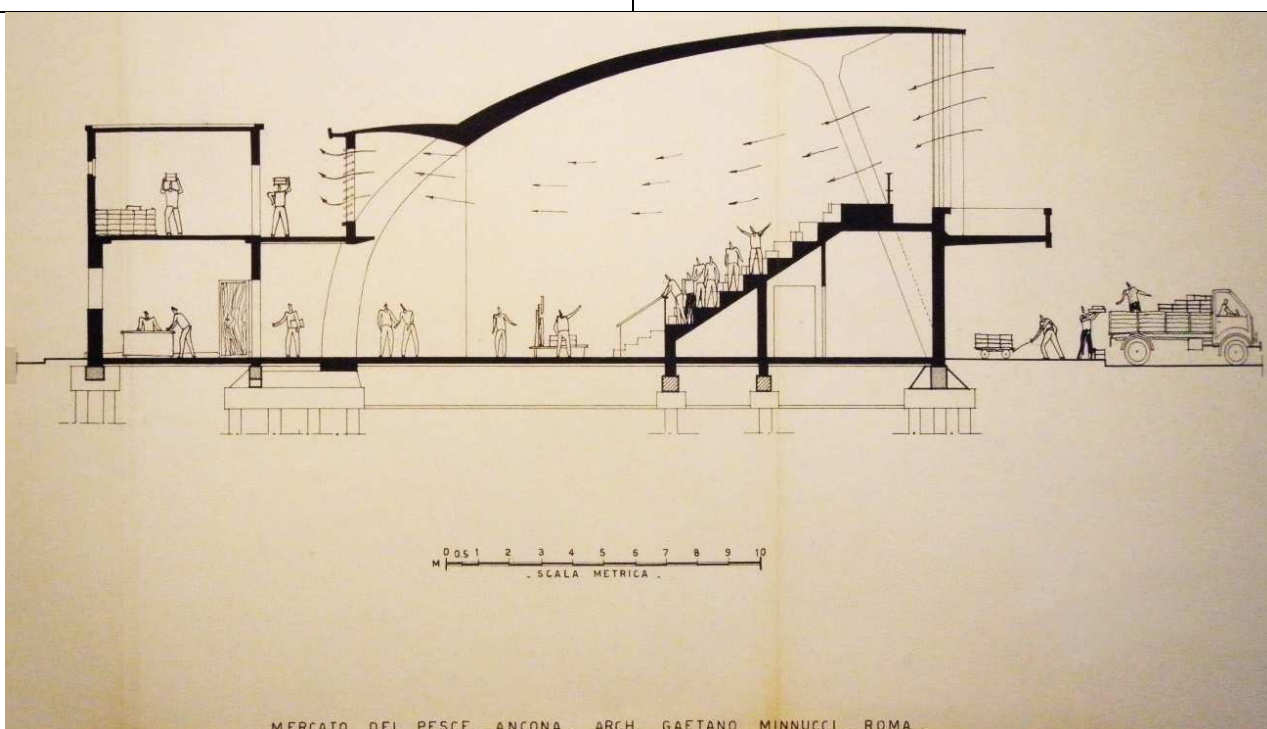 0 0.5 1 2 3 4 5 6 7 8 9 10
M
- SCALA METRICA -
MERCATO DEL PESCE ANCONA ARCH. GAETANO MINNUCCI ROMA